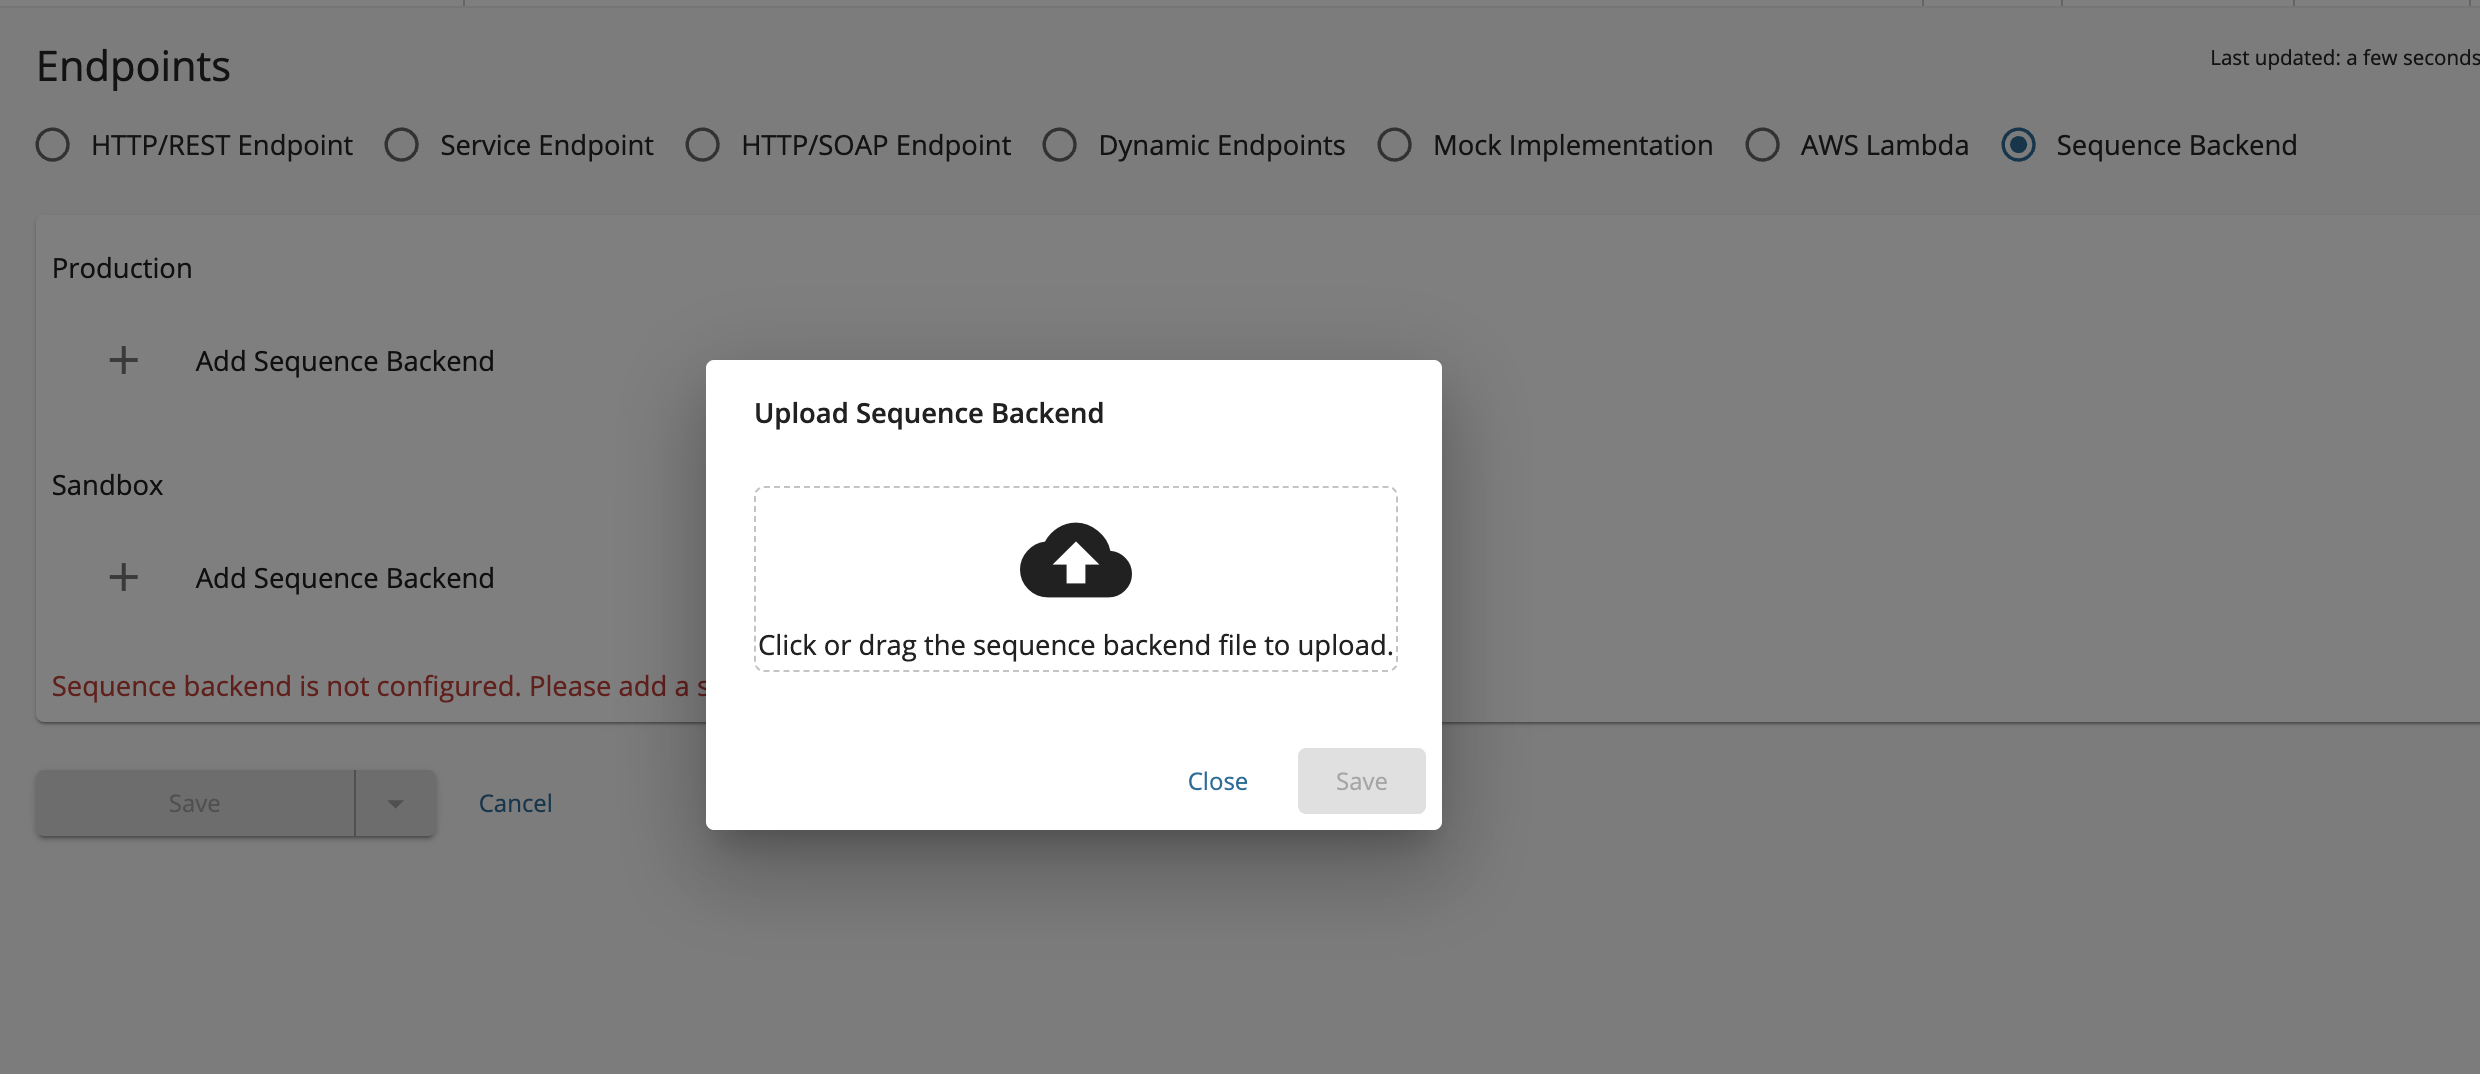 Endpoints
Last updated: a few seconds
HTTP/REST Endpoint Service Endpoint HTTP/SOAP Endpoint Dynamic Endpoints Mock Implementation AWS Lambda Sequence Backend
Production
Add Sequence Backend
Sandbox
Add Sequence Backend
Sequence backend is not configured. Please add a s
Save
Cancel
Upload Sequence Backend
Click or drag the sequence backend file to upload.
Close
Save